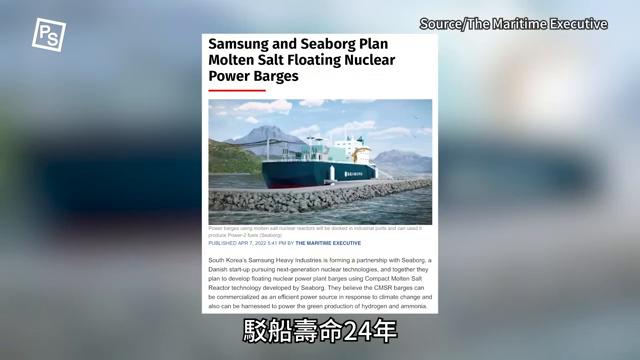 PS
Source/The Maritime Executive
Samsung and Seaborg Plan
Molten Salt Floating Nuclear
Power Barges
SEABORG
Power barges using molten salt nuclear reactors will be docked in industrial ports and can used it
produce Power-2 fuels (Seaborg)
PUBLISHED APR 7, 2022 5:41 PM BY THE MARITIME EXECUTIVE
South Korea's Samsung Heavy Industries is forming a partnership with Seaborg, a
Danish start-up pursuing next-generation nuclear technologies, and together they
plan to develop floating nuclear power plant barges using Compact Molten Salt
Reactor technology developed by Seaborg. They believe the CMSR barges can
be commercialized as an efficient power source in response to climate change and
also can be harnessed to power the green production of hydrogen and ammonia.
駁船壽命24年